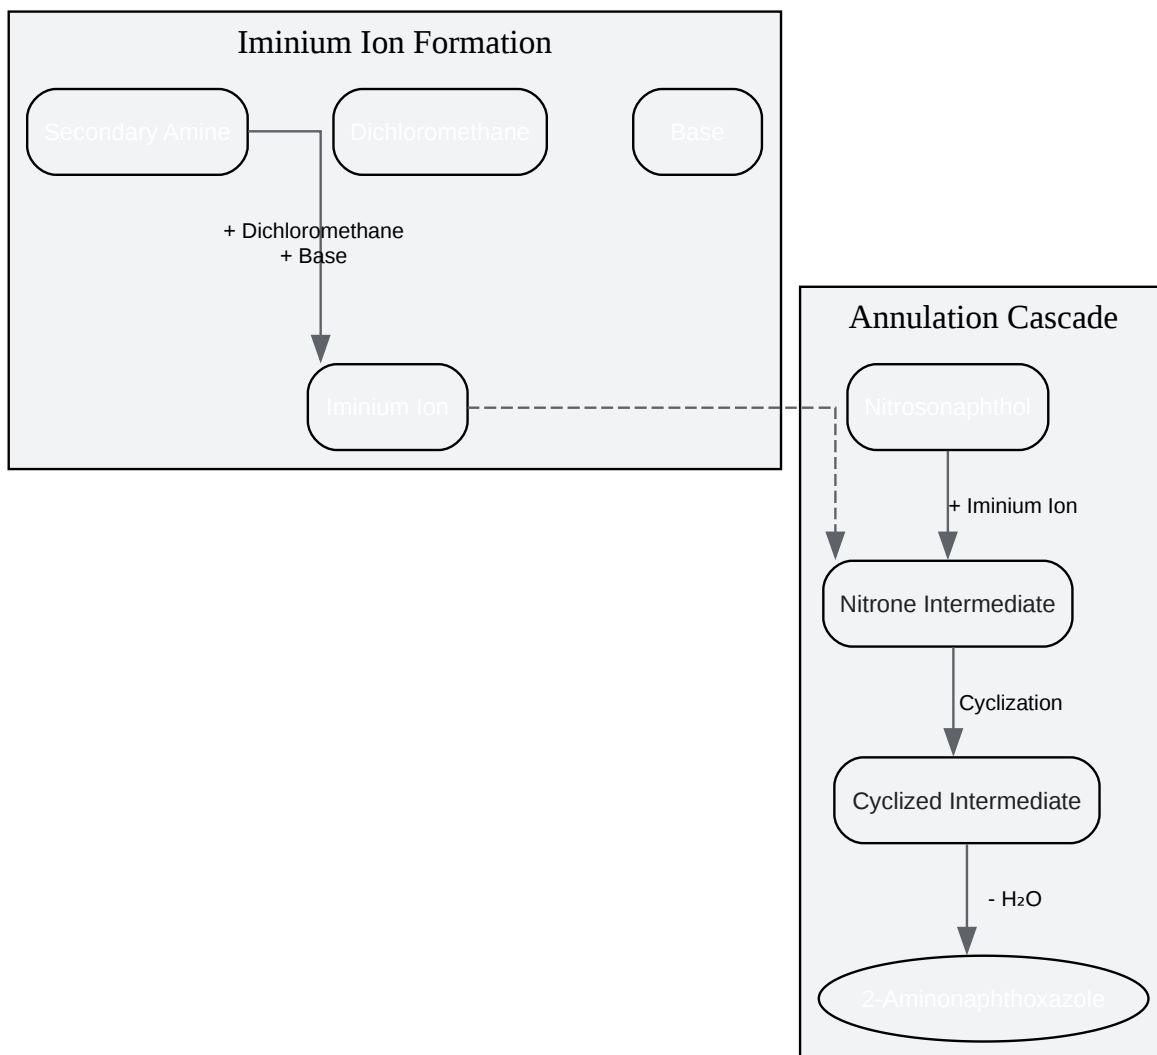 Iminium Ion Formation
Secondary Amine
Dichloromethane
Base
+ Dichloromethane
+ Base
Iminium Ion
Annulation Cascade
Nitrosonaphthol
+ Iminium Ion
Nitrone Intermediate
Cyclization
Cyclized Intermediate
- H₂O
2-Aminonaphthoxazole